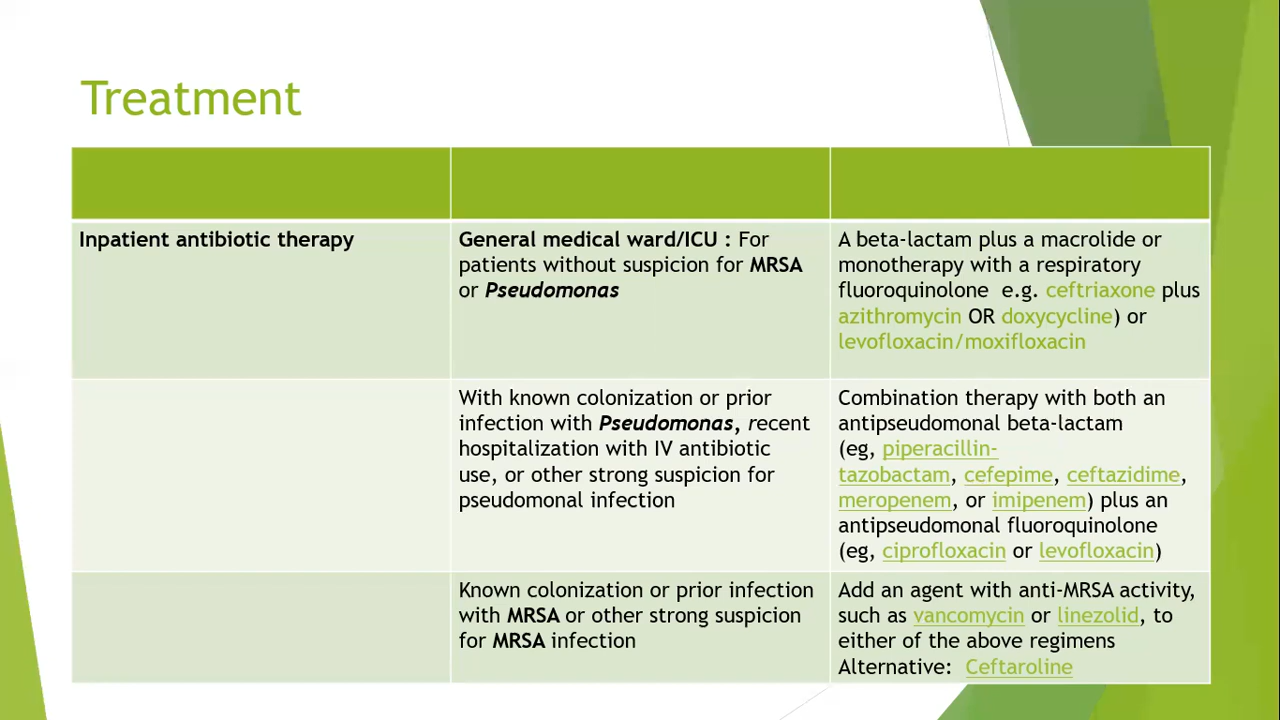 Treatment
Inpatient antibiotic therapy
General medical ward/ICU : For
patients without suspicion for MRSA
or Pseudomonas
A beta-lactam plus a macrolide or
monotherapy with a respiratory
fluoroquinolone e.g. ceftriaxone plus
azithromycin OR doxycycline) or
levofloxacin/moxifloxacin
With known colonization or prior
infection with Pseudomonas, recent
hospitalization with IV antibiotic
use, or other strong suspicion for
pseudomonal infection
Combination therapy with both an
antipseudomonal beta-lactam
(eg, piperacillin-
tazobactam, cefepime, ceftazidime,
meropenem, or imipenem) plus an
antipseudomonal fluoroquinolone
(eg, ciprofloxacin or levofloxacin)
Known colonization or prior infection
with MRSA or other strong suspicion
for MRSA infection
Add an agent with anti-MRSA activity,
such as vancomycin or linezolid, to
either of the above regimens
Alternative: Ceftaroline